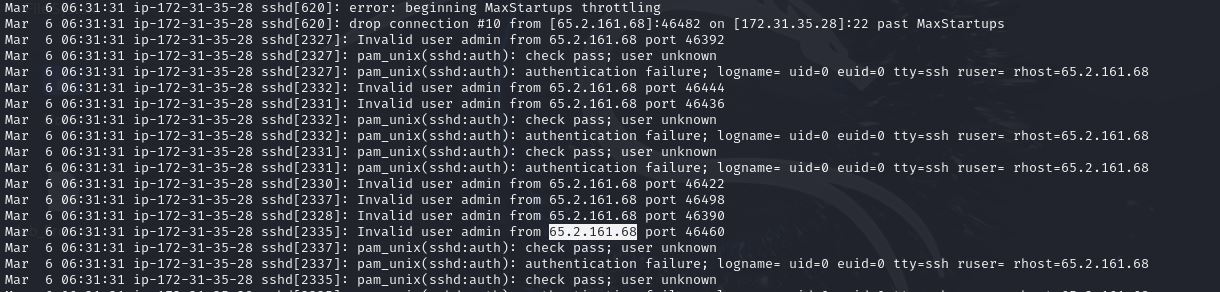 Mar  6 06:31:31 ip-172-31-35-28 sshd[620]: error: beginning MaxStartups throttling
Mar  6 06:31:31 ip-172-31-35-28 sshd[620]: drop connection #10 from [65.2.161.68]:46482 on [172.31.35.28]:22 past MaxStartups
Mar  6 06:31:31 ip-172-31-35-28 sshd[2327]: Invalid user admin from 65.2.161.68 port 46392
Mar  6 06:31:31 ip-172-31-35-28 sshd[2327]: pam_unix(sshd:auth): check pass; user unknown
Mar  6 06:31:31 ip-172-31-35-28 sshd[2327]: pam_unix(sshd:auth): authentication failure; logname= uid=0 euid=0 tty=ssh ruser= rhost=65.2.161.68
Mar  6 06:31:31 ip-172-31-35-28 sshd[2332]: Invalid user admin from 65.2.161.68 port 46444
Mar  6 06:31:31 ip-172-31-35-28 sshd[2331]: Invalid user admin from 65.2.161.68 port 46436
Mar  6 06:31:31 ip-172-31-35-28 sshd[2332]: pam_unix(sshd:auth): check pass; user unknown
Mar  6 06:31:31 ip-172-31-35-28 sshd[2332]: pam_unix(sshd:auth): authentication failure; logname= uid=0 euid=0 tty=ssh ruser= rhost=65.2.161.68
Mar  6 06:31:31 ip-172-31-35-28 sshd[2331]: pam_unix(sshd:auth): check pass; user unknown
Mar  6 06:31:31 ip-172-31-35-28 sshd[2331]: pam_unix(sshd:auth): authentication failure; logname= uid=0 euid=0 tty=ssh ruser= rhost=65.2.161.68
Mar  6 06:31:31 ip-172-31-35-28 sshd[2330]: Invalid user admin from 65.2.161.68 port 46422
Mar  6 06:31:31 ip-172-31-35-28 sshd[2337]: Invalid user admin from 65.2.161.68 port 46498
Mar  6 06:31:31 ip-172-31-35-28 sshd[2328]: Invalid user admin from 65.2.161.68 port 46390
Mar  6 06:31:31 ip-172-31-35-28 sshd[2335]: Invalid user admin from 65.2.161.68 port 46460
Mar  6 06:31:31 ip-172-31-35-28 sshd[2337]: pam_unix(sshd:auth): check pass; user unknown
Mar  6 06:31:31 ip-172-31-35-28 sshd[2337]: pam_unix(sshd:auth): authentication failure; logname= uid=0 euid=0 tty=ssh ruser= rhost=65.2.161.68
Mar  6 06:31:31 ip-172-31-35-28 sshd[2335]: pam_unix(sshd:auth): check pass; user unknown